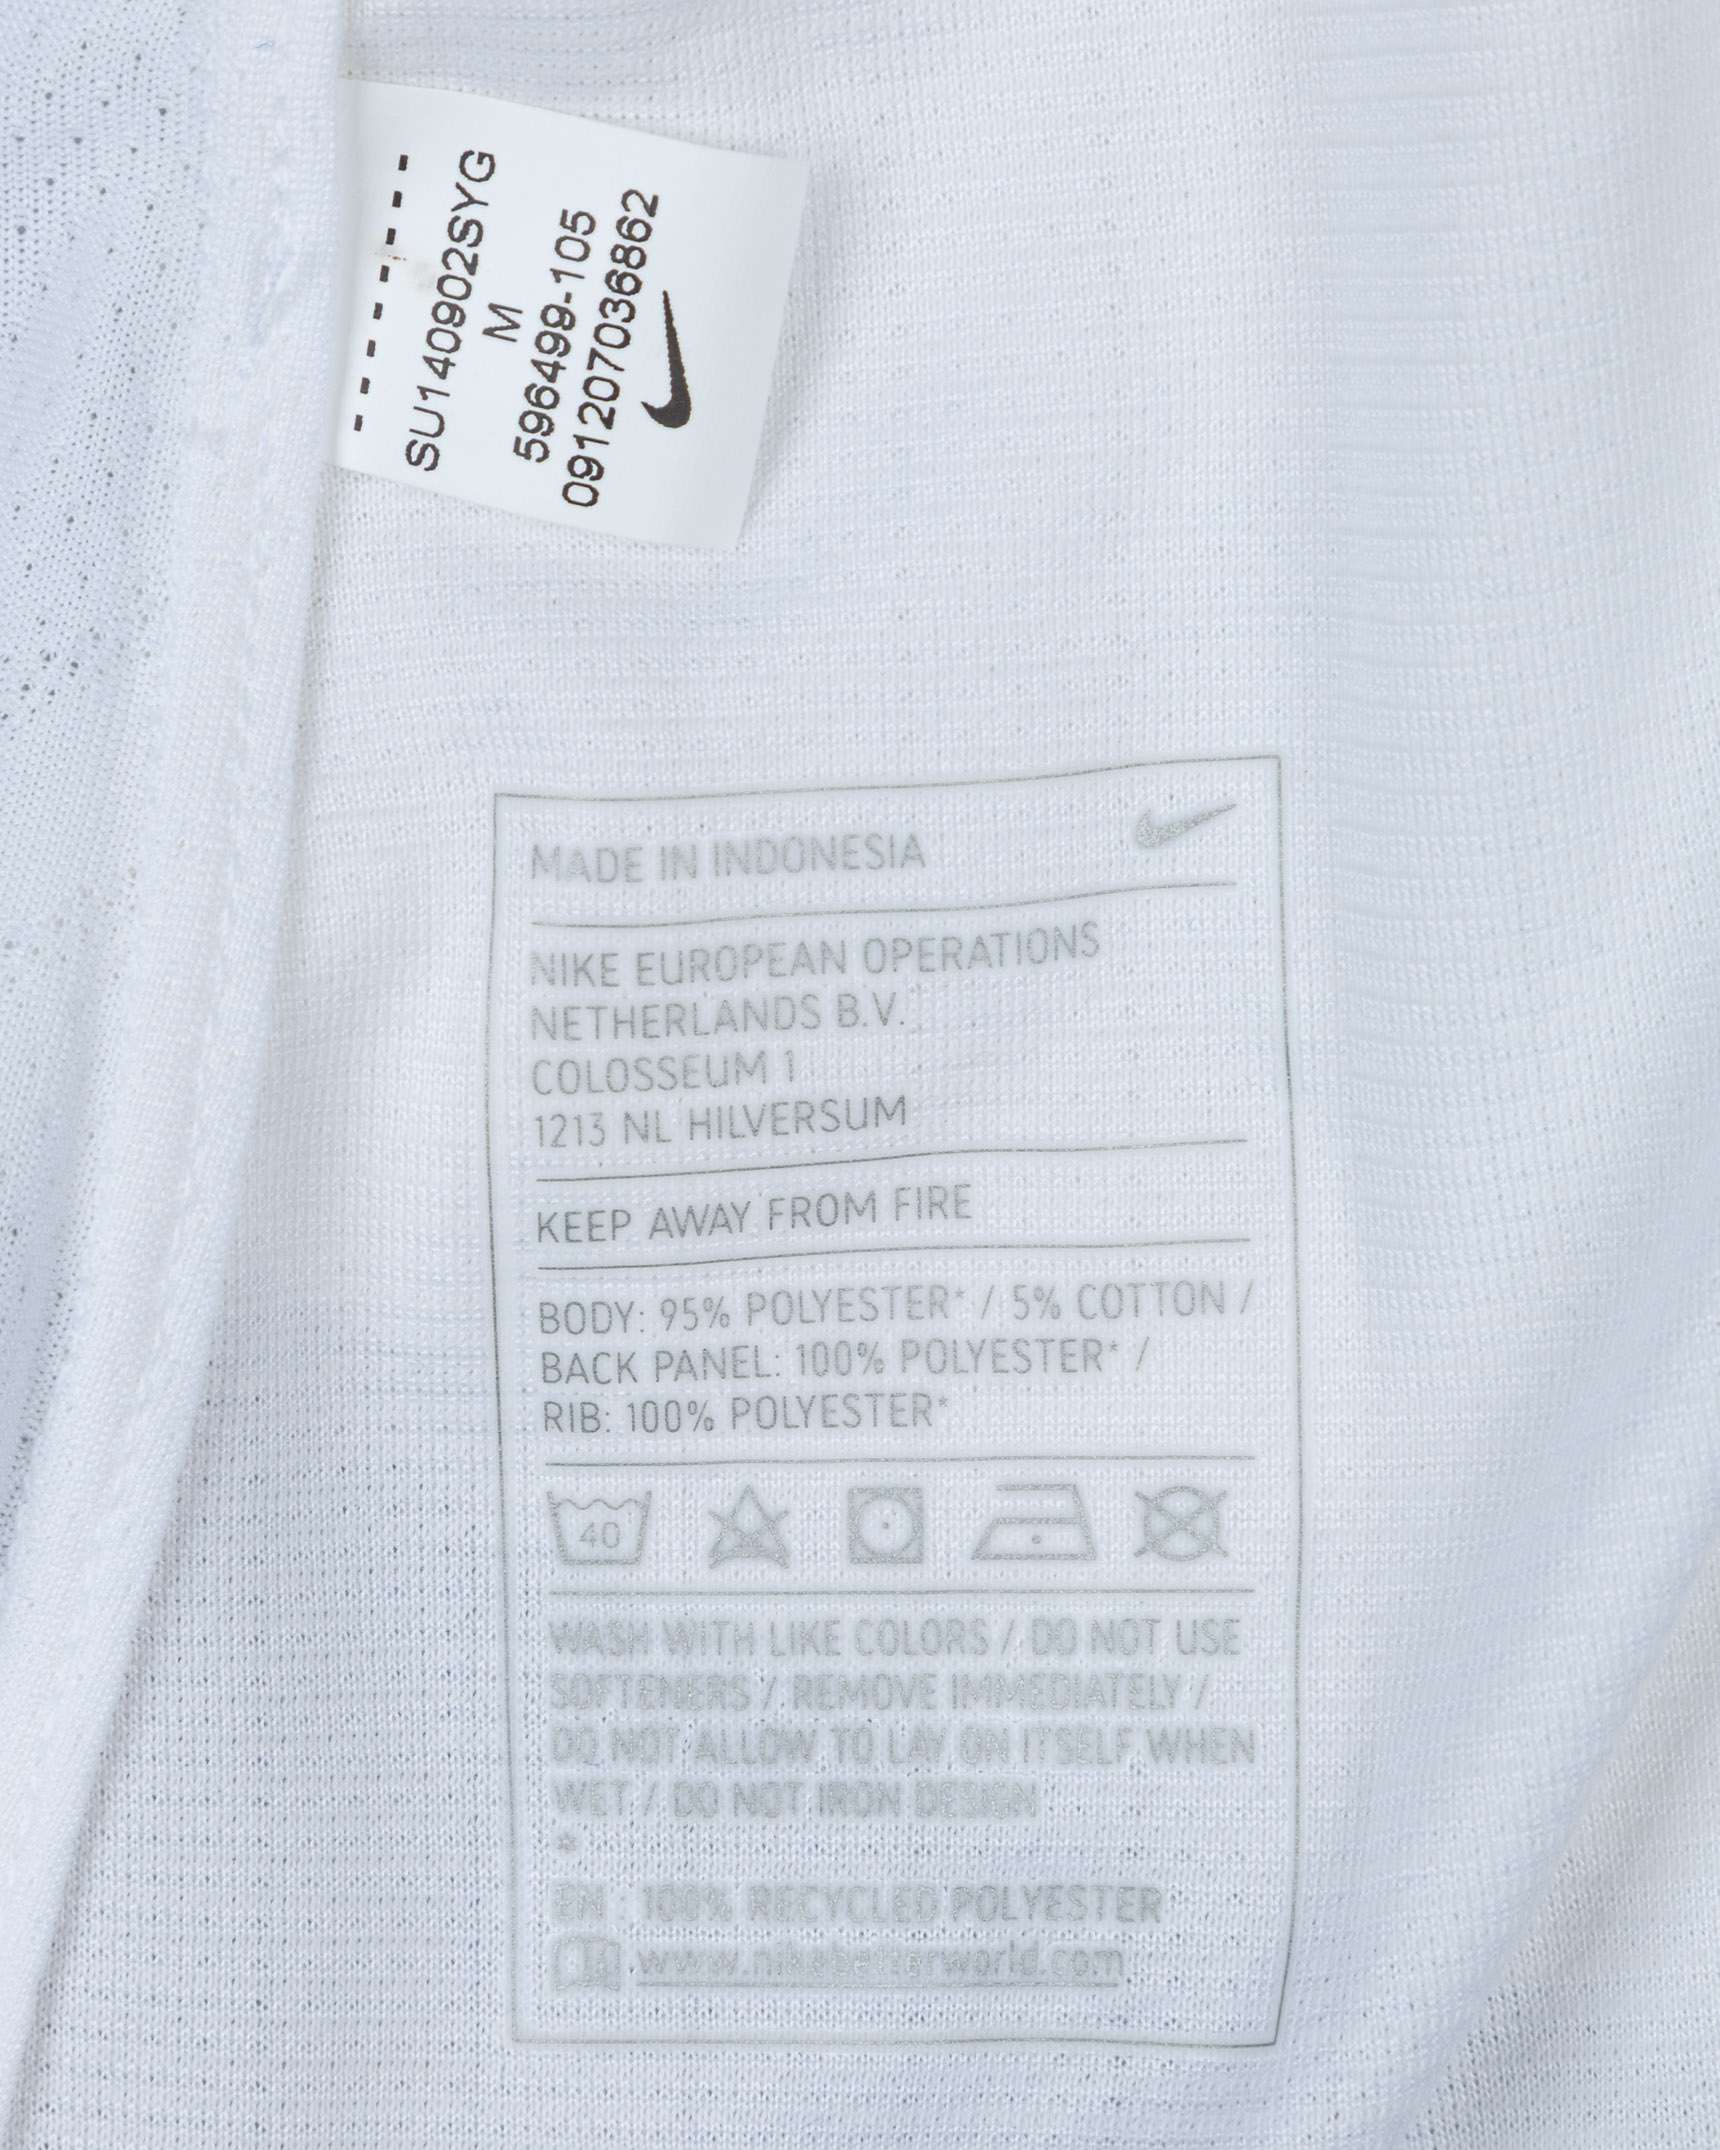 SU140902SYG
M
596499-105
091207036862
MADE IN INDONESIA
NIKE EUROPEAN OPERATIONS
NETHERLANDS B.V.
COLOSSEUM 1
1213 NL HILVERSUM
KEEP AWAY FROM FIRE
BODY: 95% POLYESTER* / 5% COTTON /
BACK PANEL: 100% POLYESTER* /
RIB: 100% POLYESTER*
40
WASH WITH LIKE COLORS / DO NOT USE
SOFTENERS / REMOVE IMMEDIATELY /
DO NOT ALLOW TO LAY ON ITSELF WHEN
WET / DO NOT IRON DESIGN
*
EN : 100% RECYCLED POLYESTER
www.nikebetterworld.com